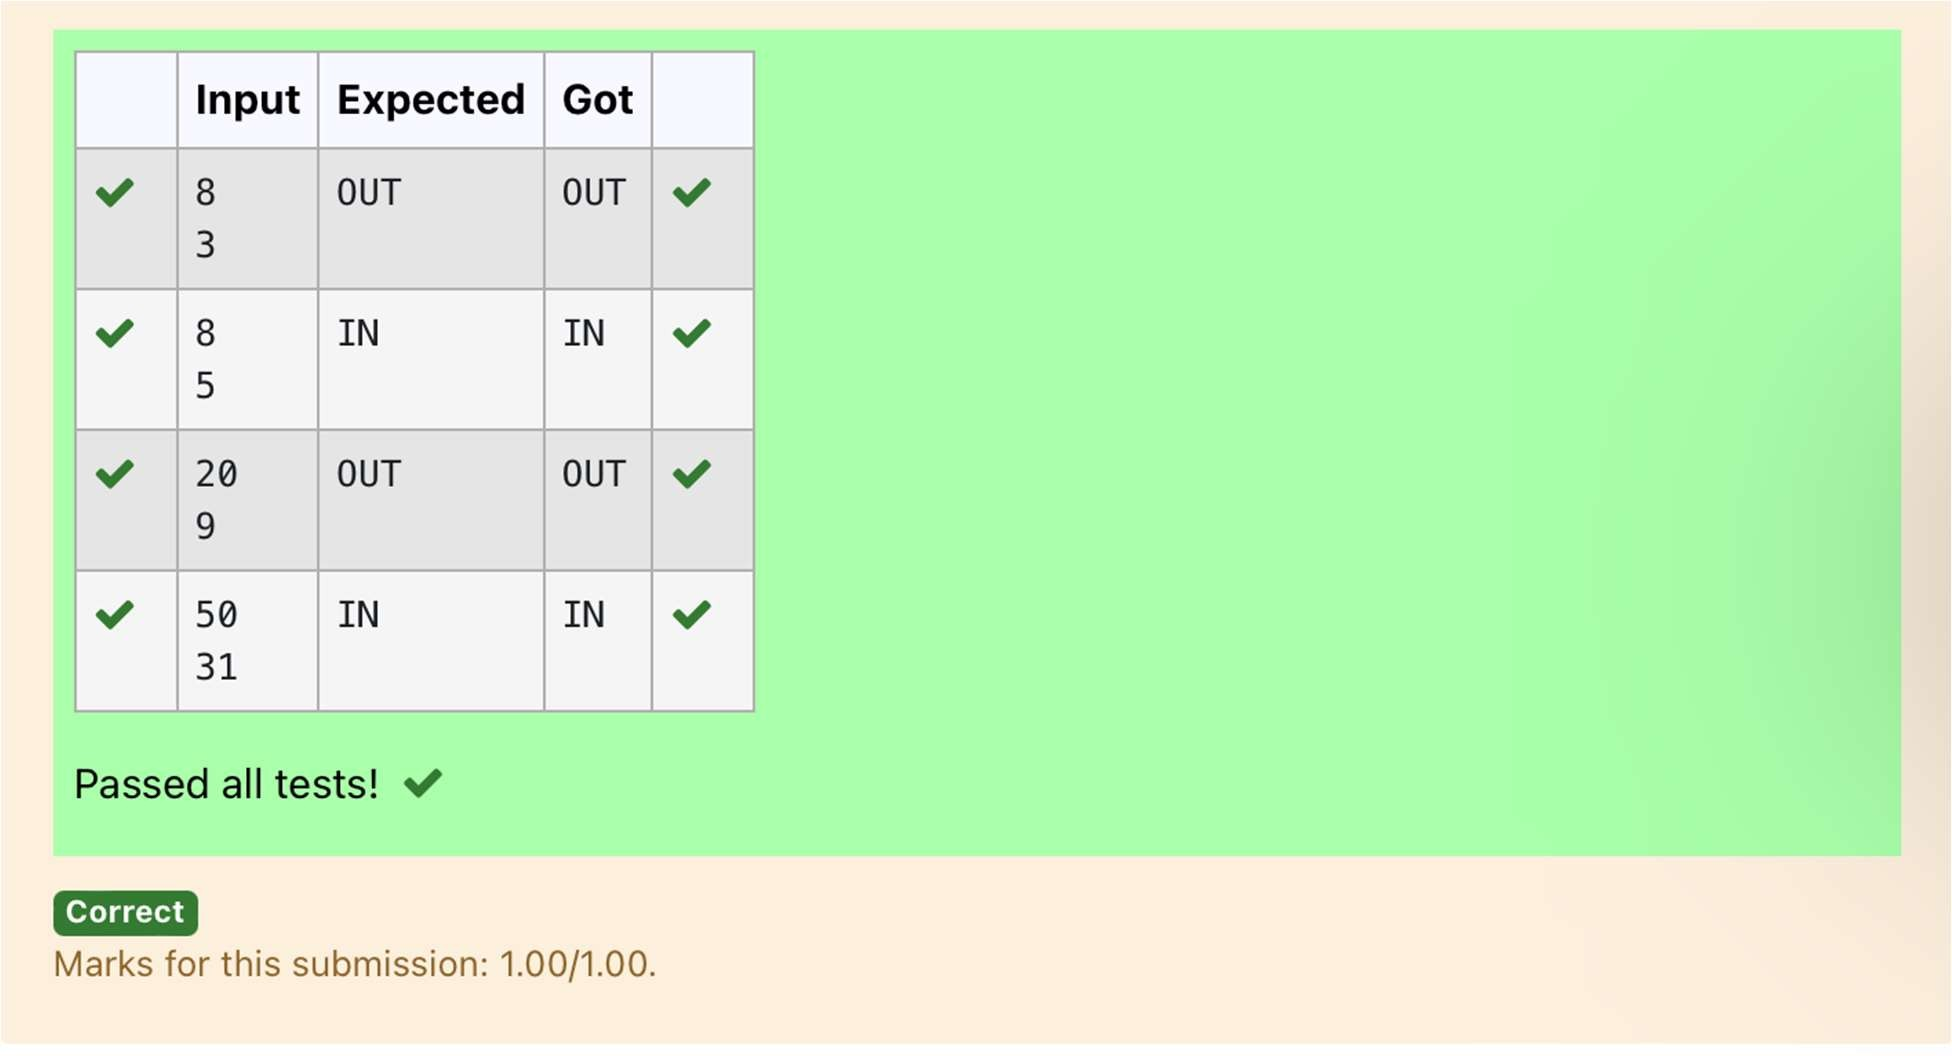 Input Expected Got
8 OUT OUT
3
8 IN IN
5
20 OUT OUT
9
50 IN IN
31
Passed all tests!
Correct
Marks for this submission: 1.00/1.00.